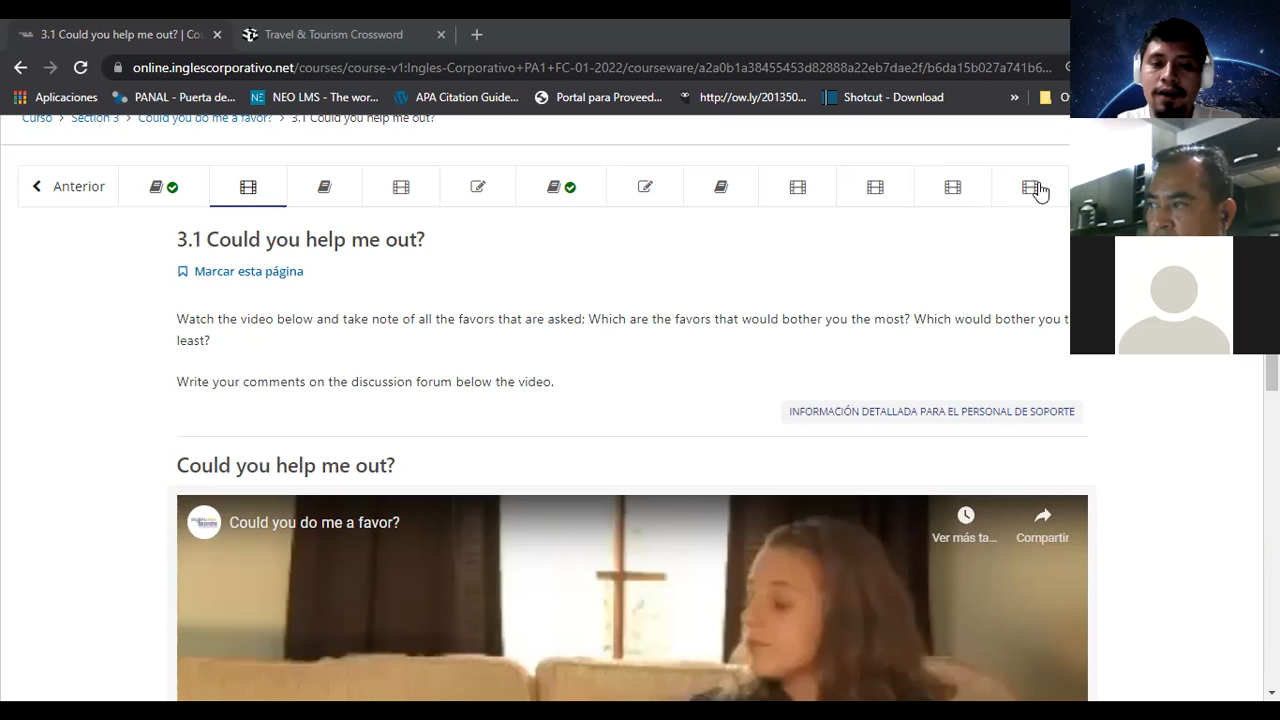 3.1 Could you help me out? | Co
Travel & Tourism Crossword
online.inglescorporativo.net/courses/course-v1:Ingles-Corporativo+PA1+FC-01-2022/courseware/a2a0b1a38455453d82888a22eb7dae2f/b6da15b027a741b6...
Aplicaciones
PANAL - Puerta de...
NEO LMS - The wor...
APA Citation Guide...
Portal para Proveed...
http://ow.ly/201350...
Shotcut - Download
»
O
Curso > Section 3 > Could you do me a favor? > 3.1 Could you help me out?
Anterior
3.1 Could you help me out?
Marcar esta página
Watch the video below and take note of all the favors that are asked; Which are the favors that would bother you the most? Which would bother you t
least?
Write your comments on the discussion forum below the video.
INFORMACIÓN DETALLADA PARA EL PERSONAL DE SOPORTE
Could you help me out?
Could you do me a favor?
Ver más ta...
Compartir